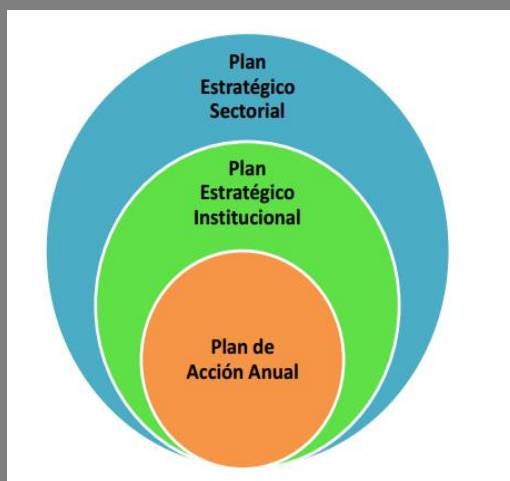 Plan
Estratégico
Sectorial
Plan
Estratégico
Institucional
Plan de
Acción Anual